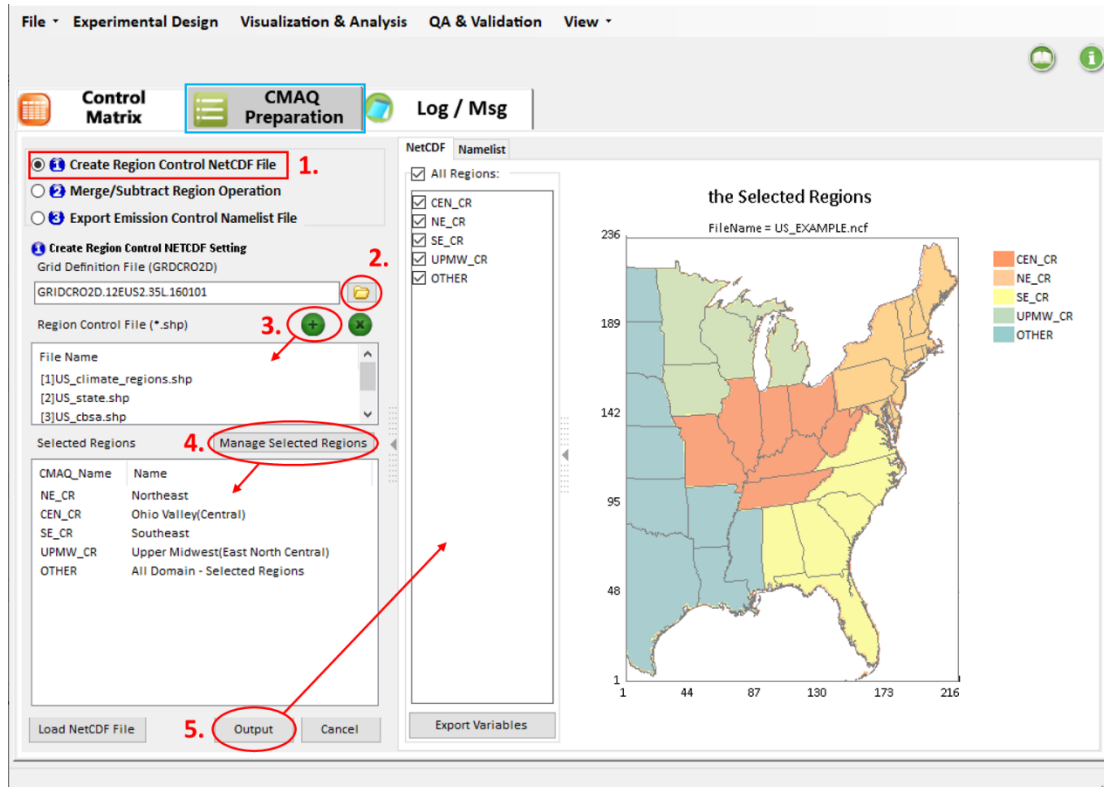 File Experimental Design Visualization & Analysis QA & Validation View
Control
Matrix
CMAQ
Preparation
Log / Msg
1 Create Region Control NetCDF File
1.
2 Merge/Subtract Region Operation
3 Export Emission Control Namelist File
1 Create Region Control NETCDF Setting
Grid Definition File (GRDCRO2D)
2.
GRIDCRO2D.12EUS2.35L.160101
Region Control File (*.shp)
3.
File Name
[1]US_climate_regions.shp
[2]US_state.shp
[3]US_cbsa.shp
Selected Regions
4.
Manage Selected Regions
CMAQ_Name Name
NE_CR Northeast
CEN_CR Ohio Valley(Central)
SE_CR Southeast
UPMW_CR Upper Midwest(East North Central)
OTHER All Domain - Selected Regions
Load NetCDF File
5.
Output
Cancel
NetCDF Namelist
All Regions:
CEN_CR
NE_CR
SE_CR
UPMW_CR
OTHER
Export Variables
the Selected Regions
FileName = US_EXAMPLE.ncf
236
189
142
95
48
1
1 44 87 130 173 216
CEN_CR
NE_CR
SE_CR
UPMW_CR
OTHER